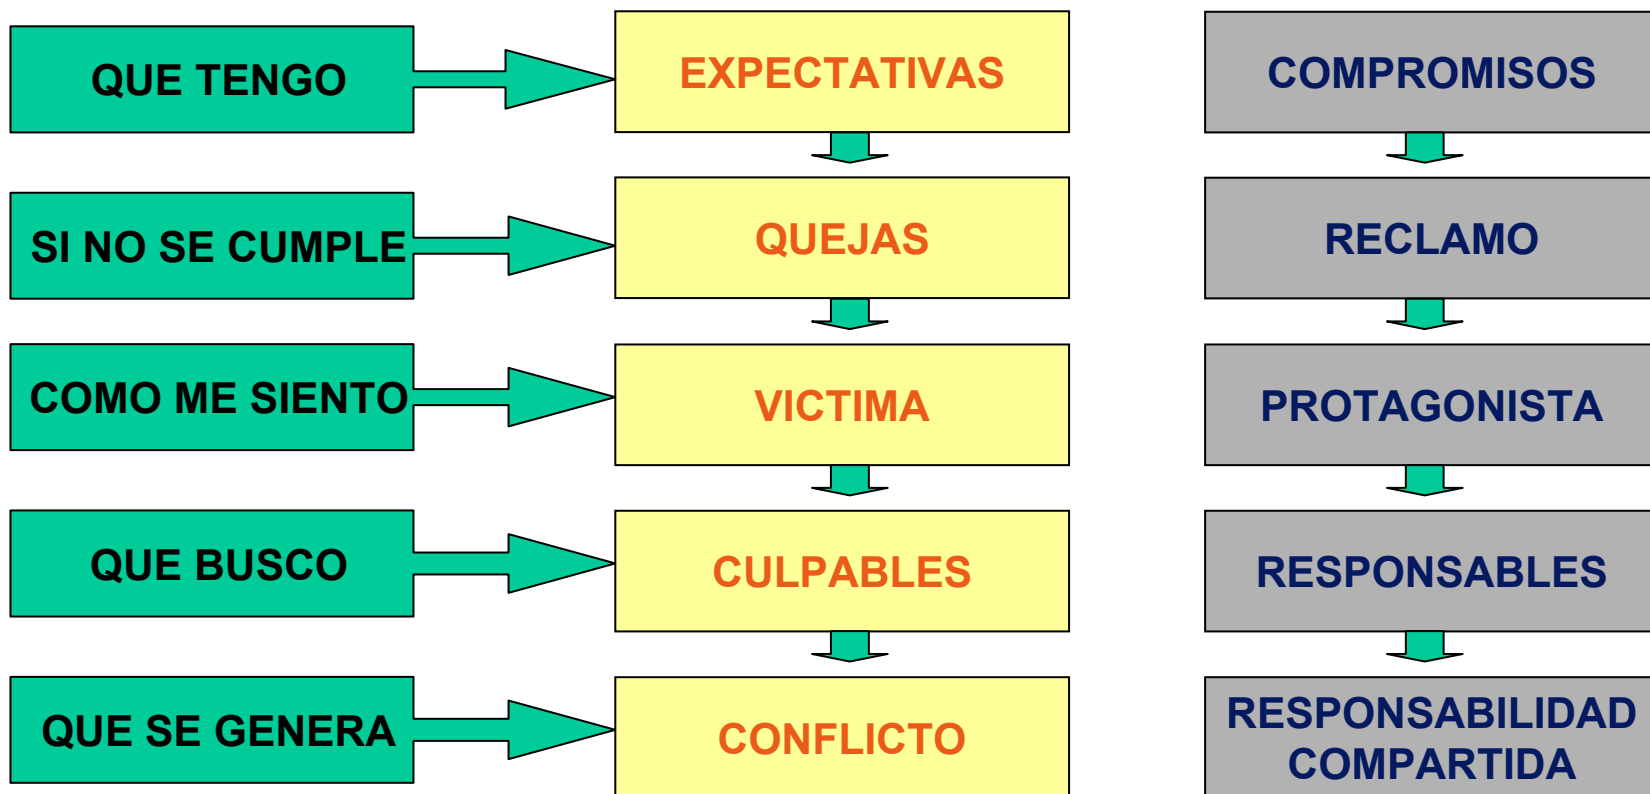 QUE TENGO
EXPECTATIVAS
COMPROMISOS
SI NO SE CUMPLE
QUEJAS
RECLAMO
COMO ME SIENTO
VICTIMA
PROTAGONISTA
QUE BUSCO
CULPABLES
RESPONSABLES
QUE SE GENERA
CONFLICTO
RESPONSABILIDAD
COMPARTIDA